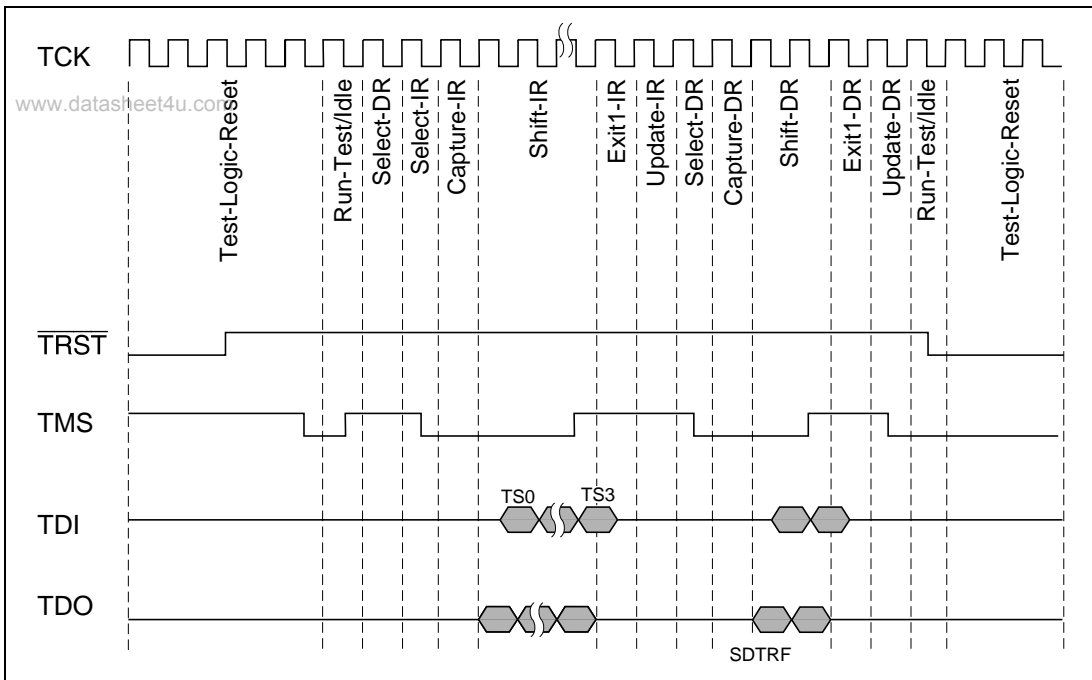 TCK
www.datasheet4u.com
Test-Logic-Reset
Run-Test/Idle
Select-DR
Select-IR
Capture-IR
Shift-IR
Exit1-IR
Update-IR
Select-DR
Capture-DR
Shift-DR
Exit1-DR
Update-DR
Run-Test/Idle
Test-Logic-Reset
TRST
TMS
TS0
TS3
TDI
TDO
SDTRF